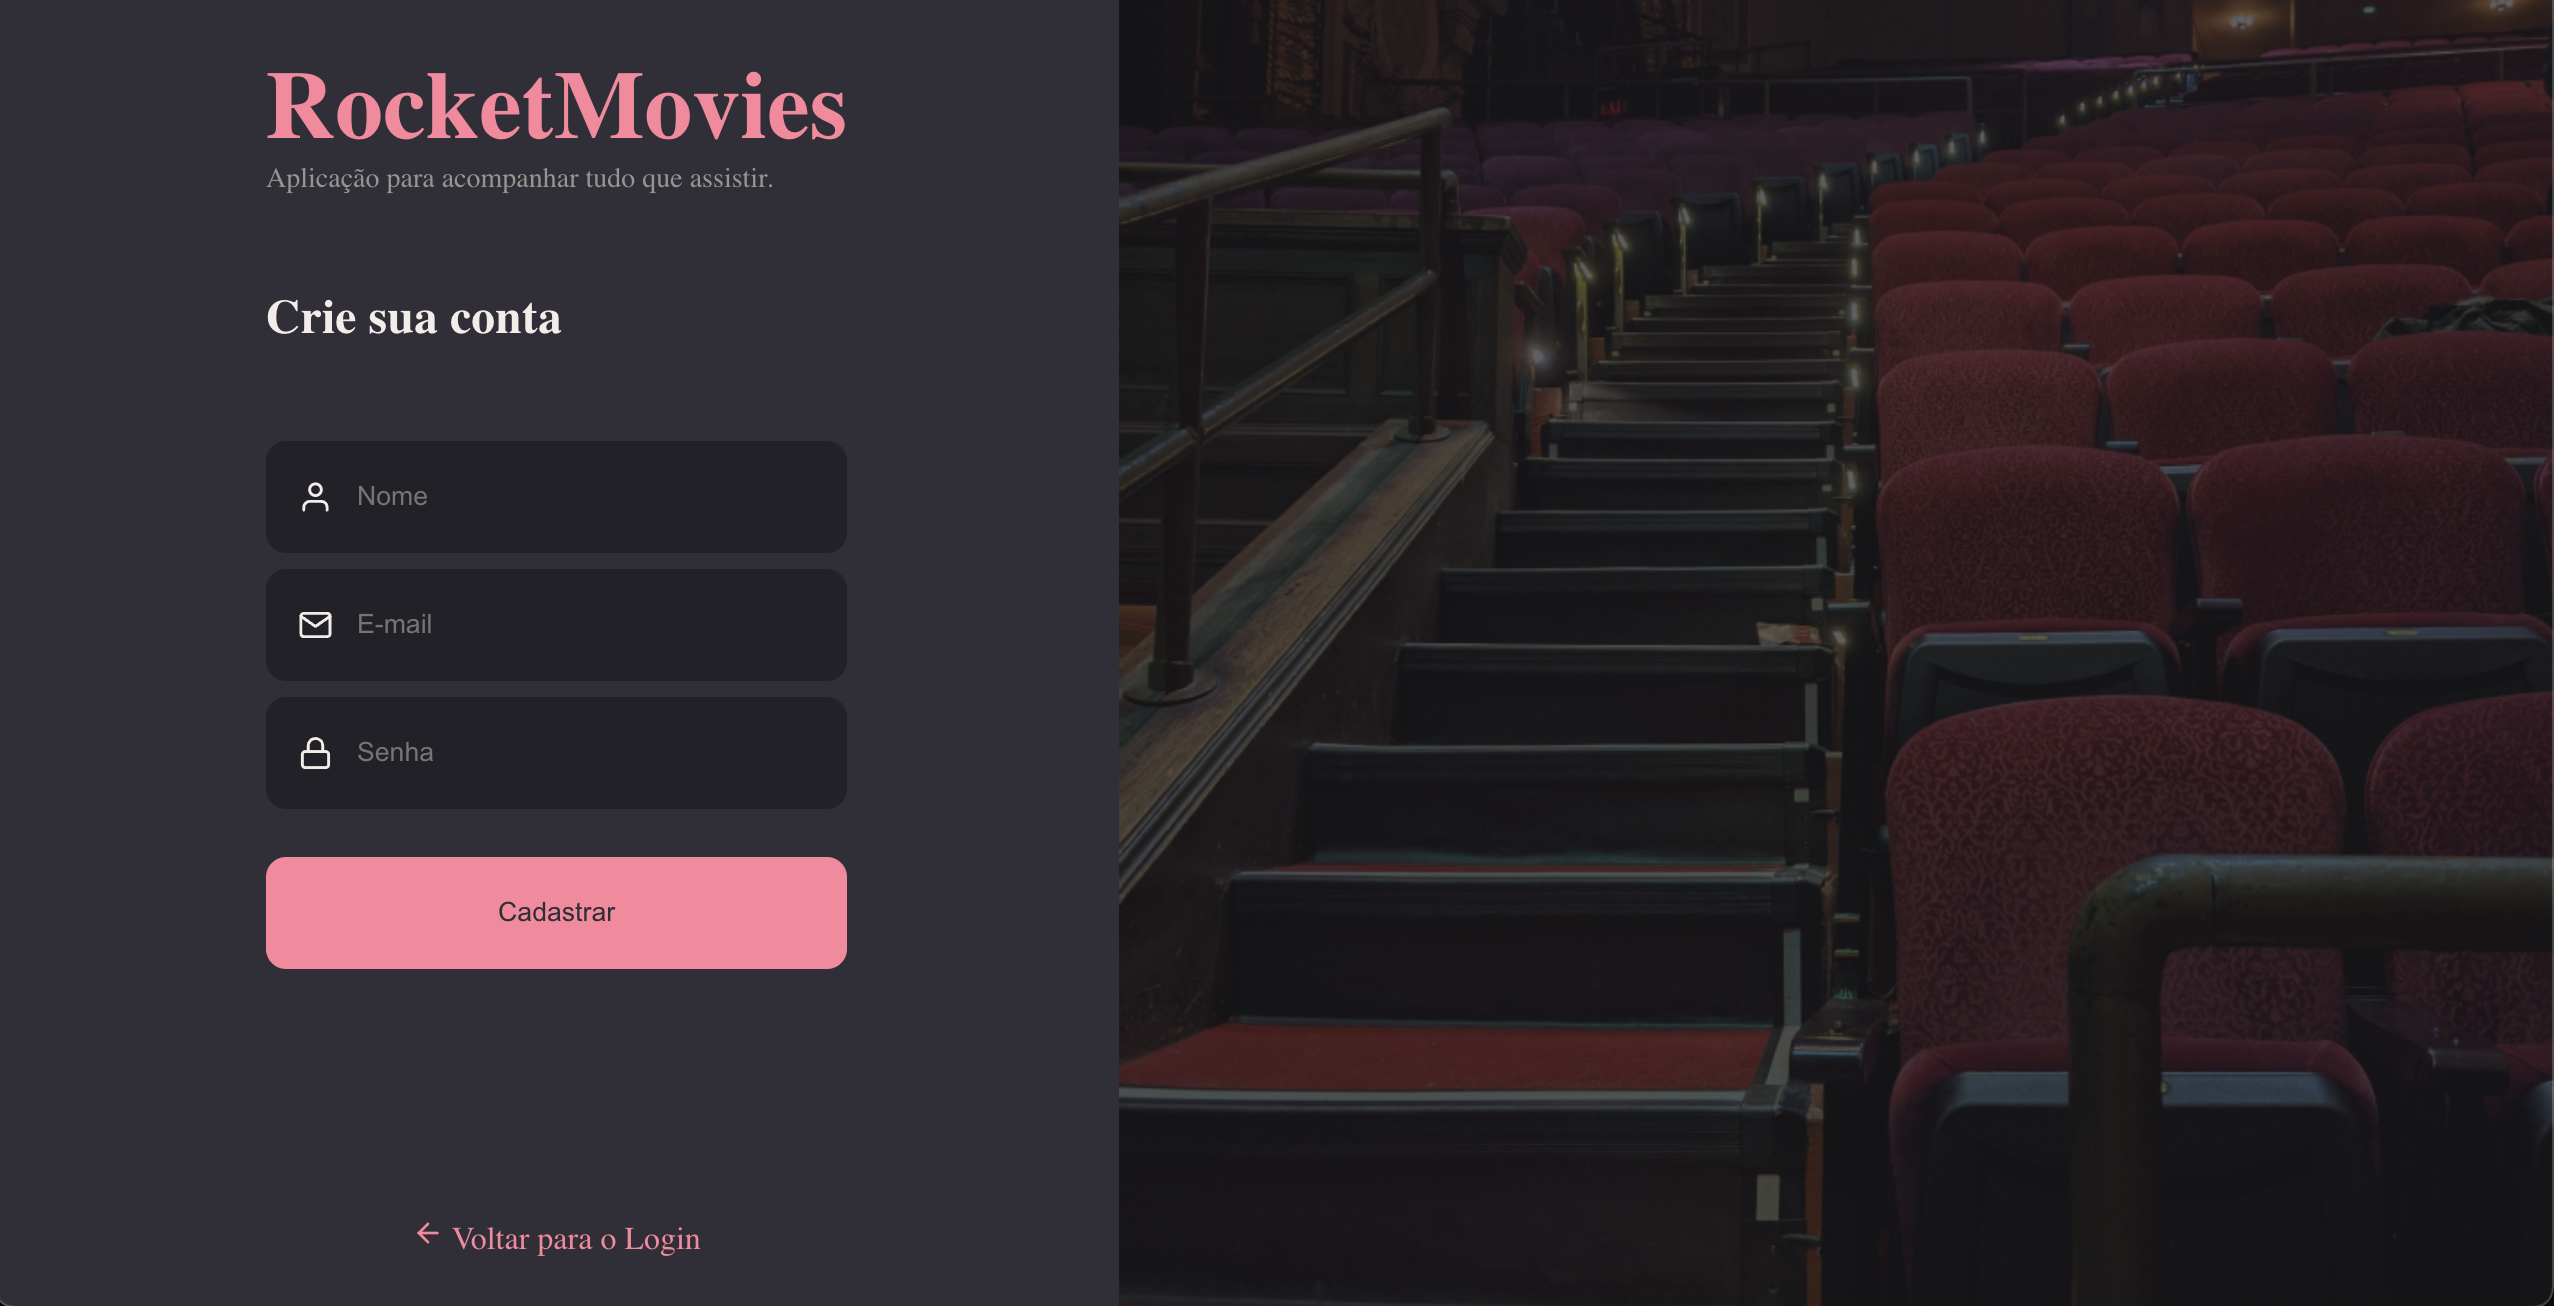 RocketMovies
Aplicação para acompanhar tudo que assistir.
Crie sua conta
Nome
E-mail
Senha
Cadastrar
Voltar para o Login